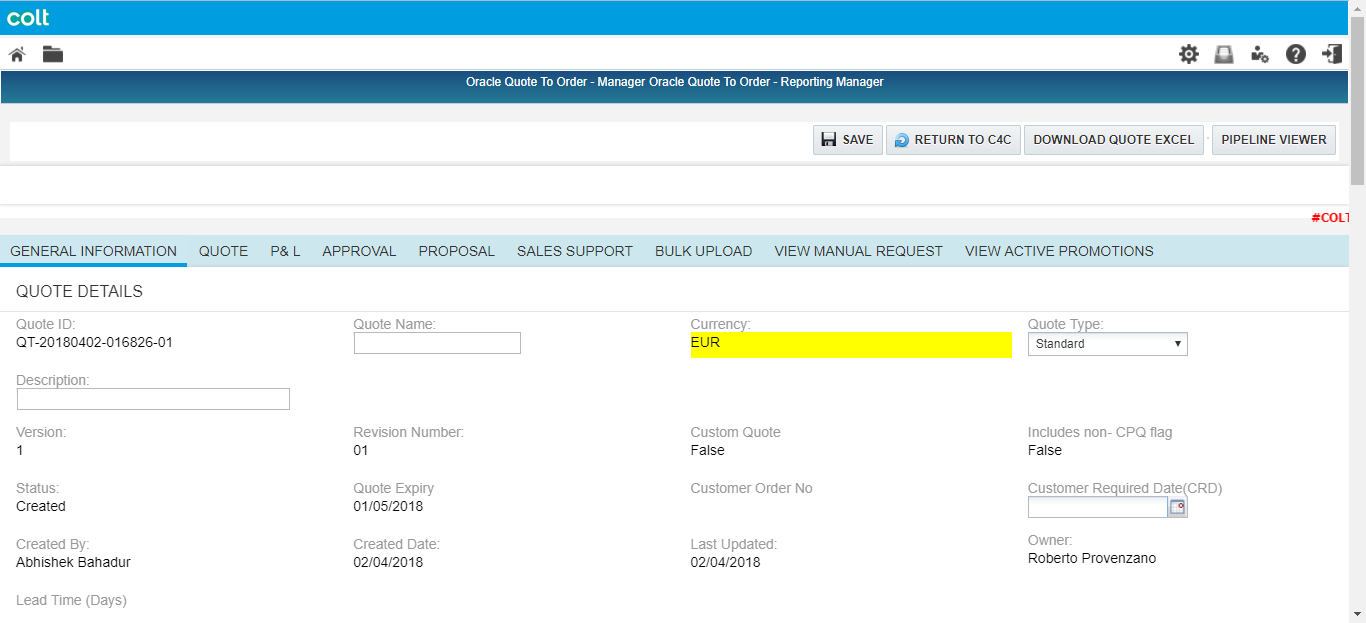 colt
Oracle Quote To Order - Manager Oracle Quote To Order - Reporting Manager
SAVE RETURN TO C4C DOWNLOAD QUOTE EXCEL PIPELINE VIEWER
#COLT
GENERAL INFORMATION QUOTE P& L APPROVAL PROPOSAL SALES SUPPORT BULK UPLOAD VIEW MANUAL REQUEST VIEW ACTIVE PROMOTIONS
QUOTE DETAILS
Quote ID: Quote Name: Currency: Quote Type:
QT-20180402-016826-01 EUR Standard
Description:
Version: Revision Number: Custom Quote Includes non- CPQ flag
1 01 False False
Status: Quote Expiry Customer Order No Customer Required Date(CRD)
Created 01/05/2018
Created By: Created Date: Last Updated: Owner:
Abhishek Bahadur 02/04/2018 02/04/2018 Roberto Provenzano
Lead Time (Days)